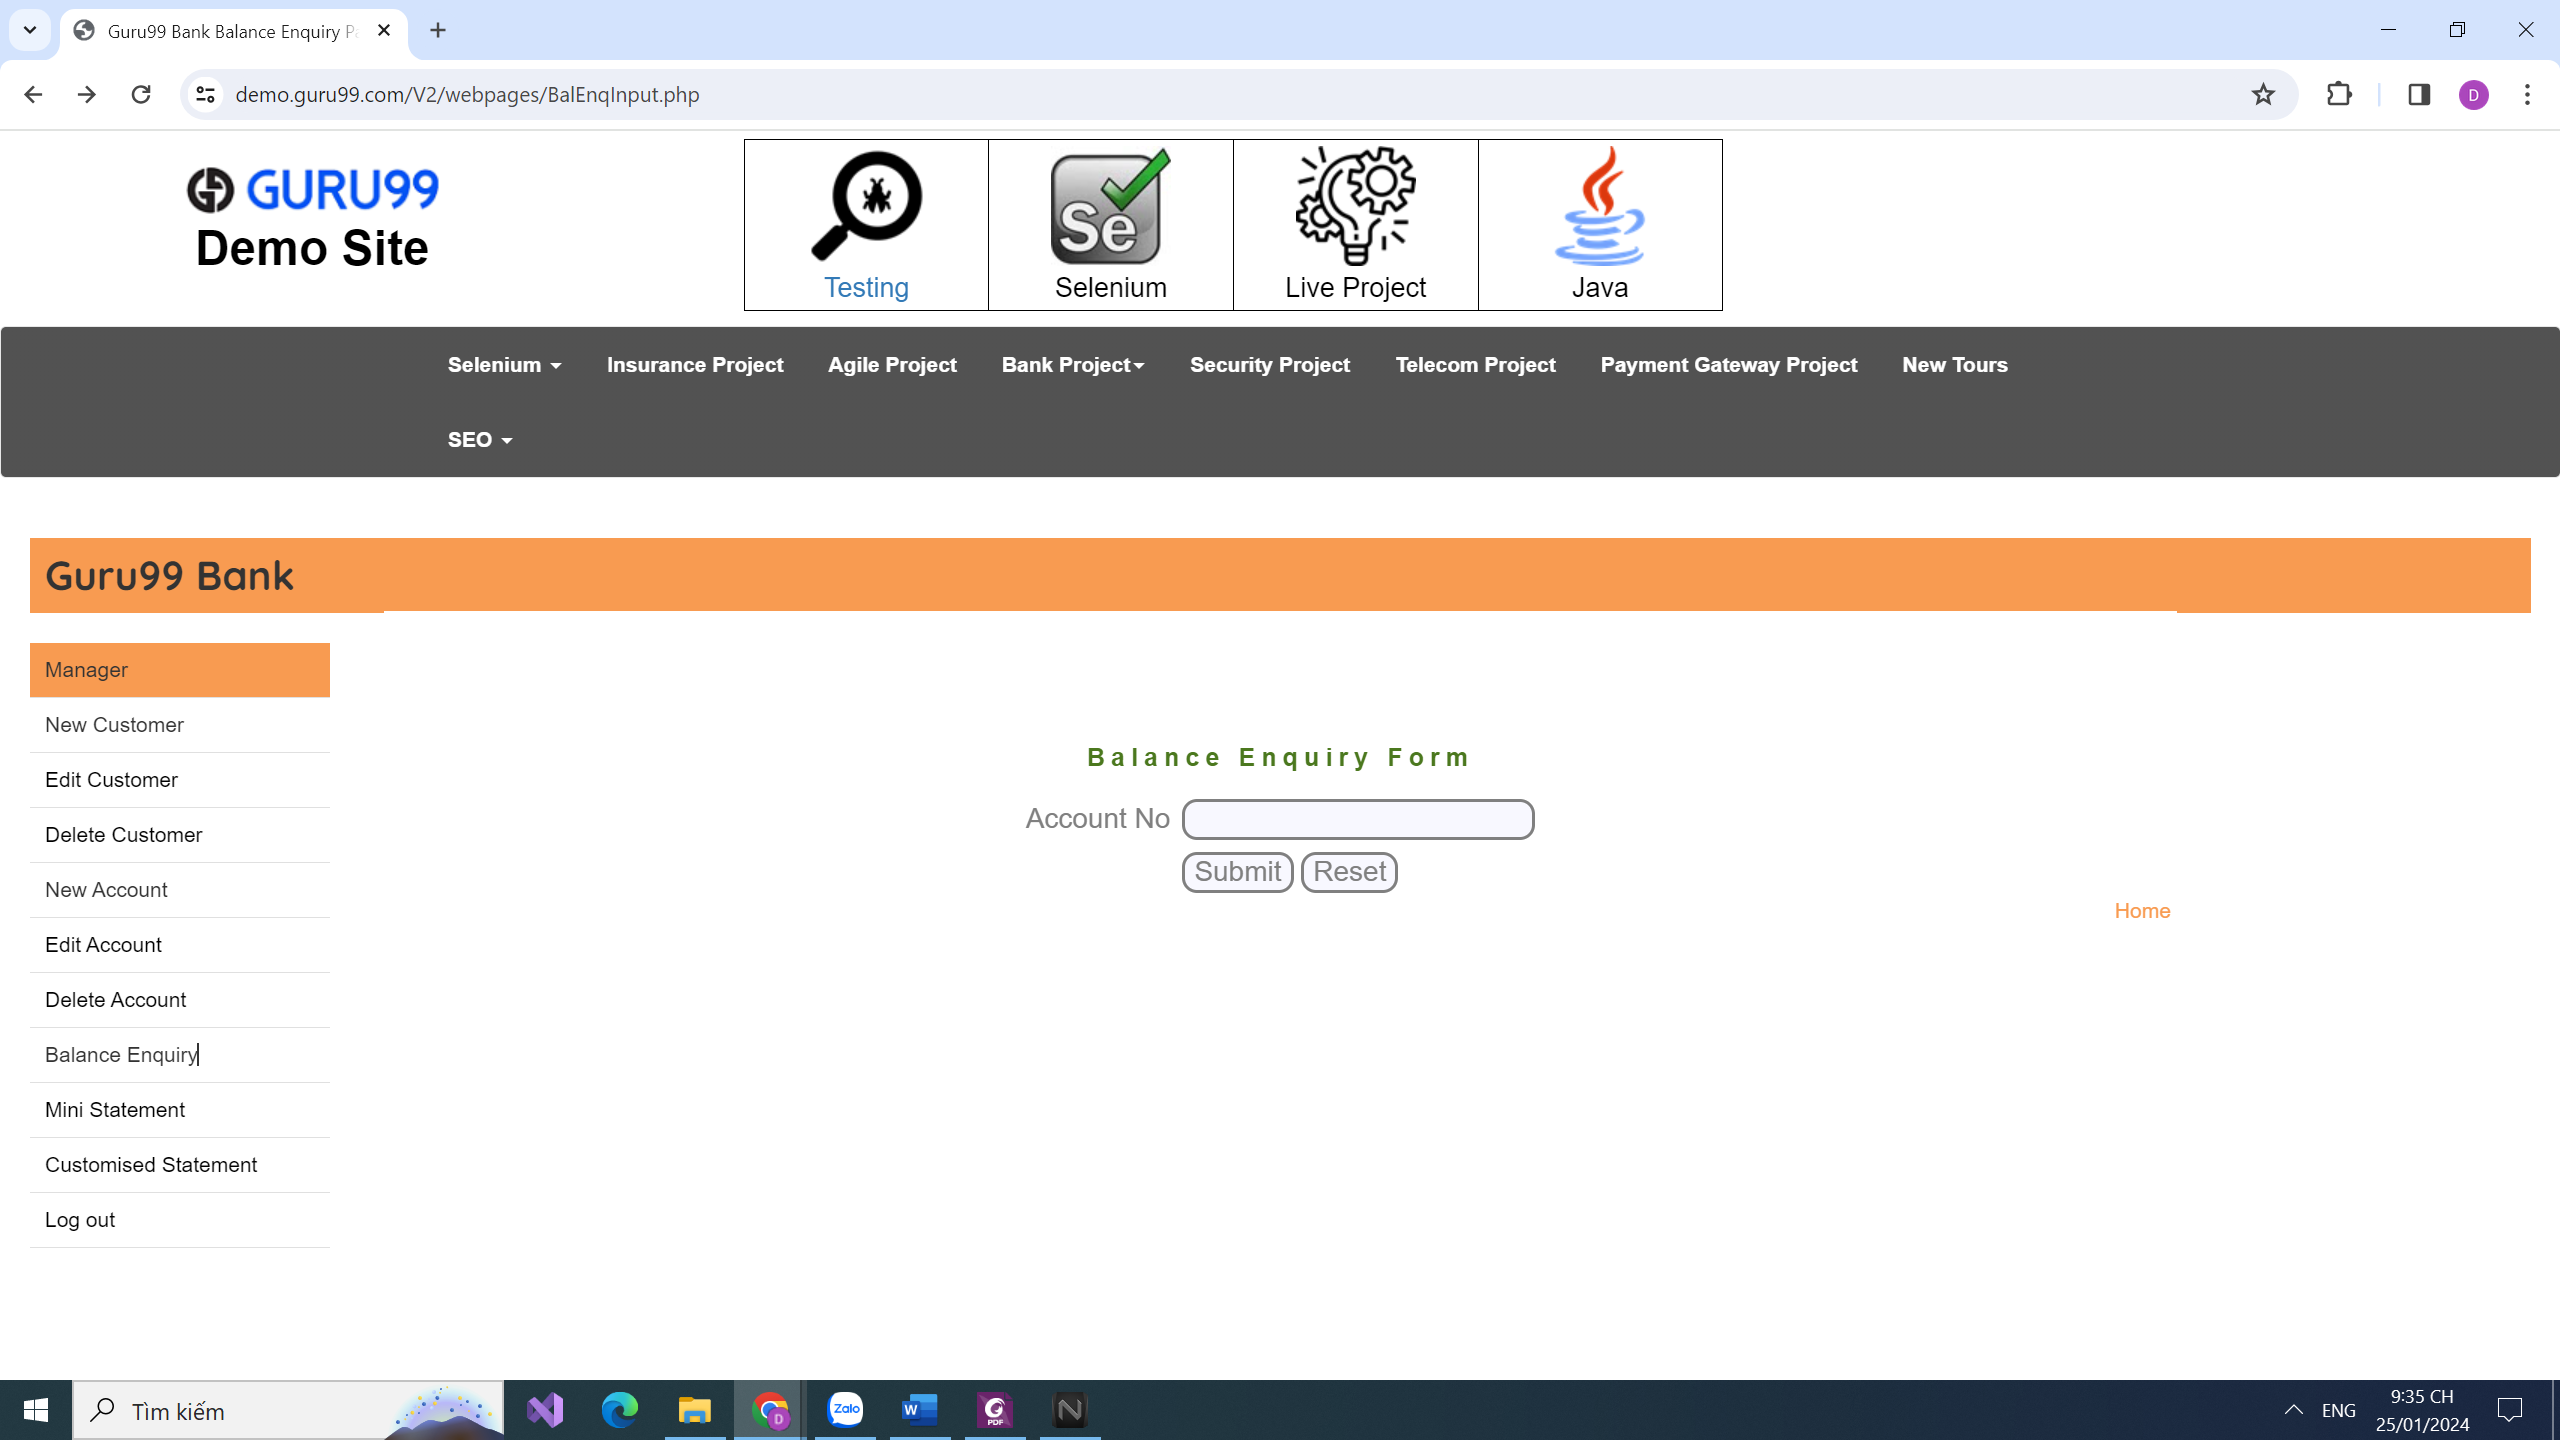 Guru99 Bank Balance Enquiry
demo.guru99.com/V2/webpages/BalEnqInput.php
D
GURU99
Demo Site
Se
Testing
Selenium
Live Project
Java
Selenium
Insurance Project
Agile Project
Bank Project
Security Project
Telecom Project
Payment Gateway Project
New Tours
SEO
Guru99 Bank
Manager
New Customer
Edit Customer
Delete Customer
New Account
Edit Account
Delete Account
Balance Enquiry
Mini Statement
Customised Statement
Log out
Balance Enquiry Form
Account No
Submit Reset
Home
Tìm kiếm
D
Zalo
W
PDF
N
ENG
9:35 CH
25/01/2024